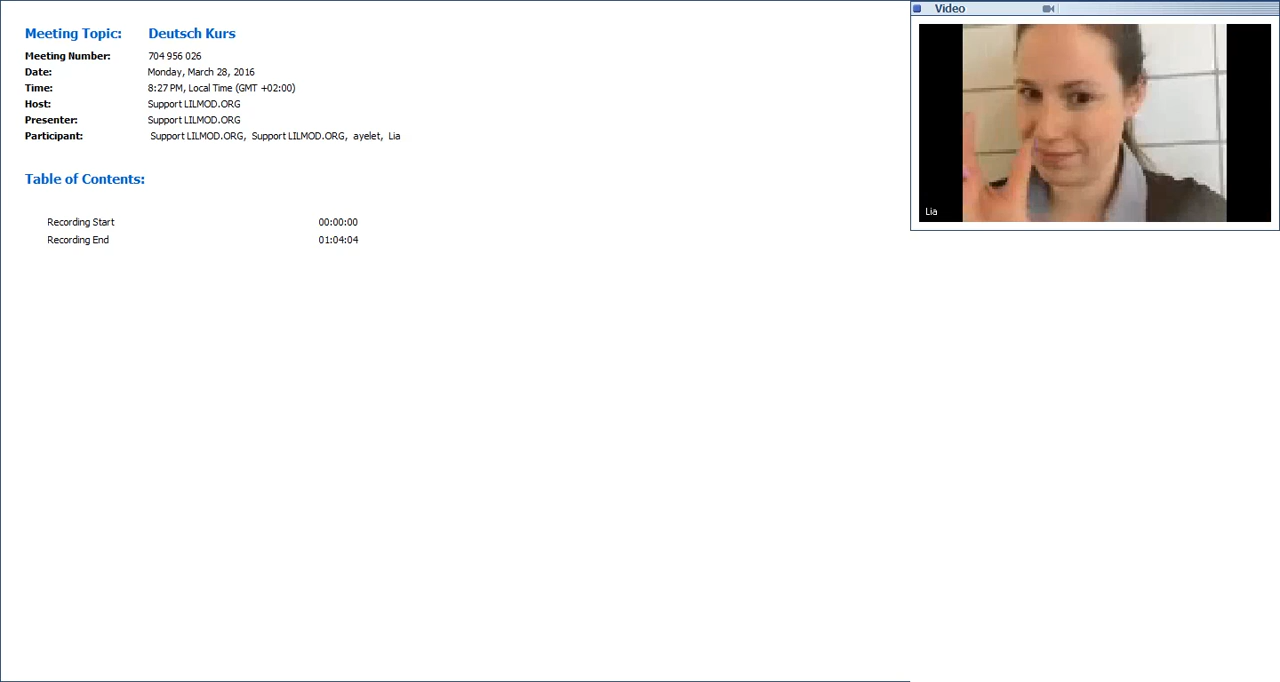 Meeting Topic: Deutsch Kurs
Meeting Number: 704 956 026
Date: Monday, March 28, 2016
Time: 8:27 PM, Local Time (GMT +02:00)
Host: Support LILMOD.ORG
Presenter: Support LILMOD.ORG
Participant: Support LILMOD.ORG, Support LILMOD.ORG, ayelet, Lia
Table of Contents:
Recording Start 00:00:00
Recording End 01:04:04
Video
Lia